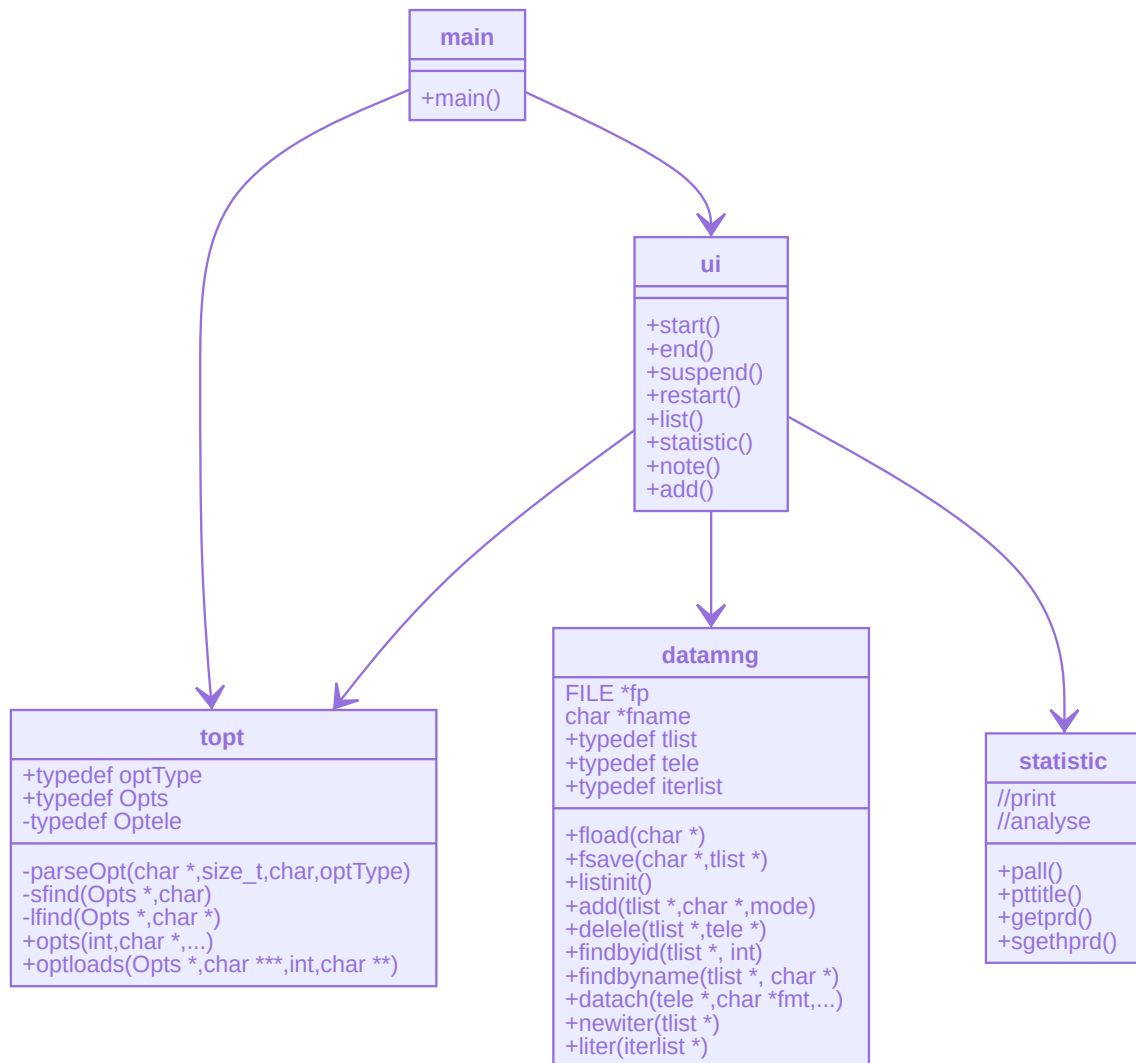 main
+main()
ui
+start()
+end()
+suspend()
+restart()
+list()
+statistic()
+note()
+add()
topt
+typedef optType
+typedef Opts
-typedef Optele
-parseOpt(char *,size_t,char,optType)
-sfind(Opts *,char)
-lfind(Opts *,char *)
+opts(int,char *,...)
+optloads(Opts *,char ***,int,char **)
datamng
FILE *fp
char *fname
+typedef tlist
+typedef tele
+typedef iterlist
+fload(char *)
+fsave(char *,tlist *)
+listinit()
+add(tlist *,char *,mode)
+delele(tlist *,tele *)
+findbyid(tlist *, int)
+findbyname(tlist *, char *)
+datach(tele *,char *fmt,...)
+newiter(tlist *)
+liter(iterlist *)
statistic
//print
//analyse
+pall()
+pttitle()
+getprd()
+sgethprd()